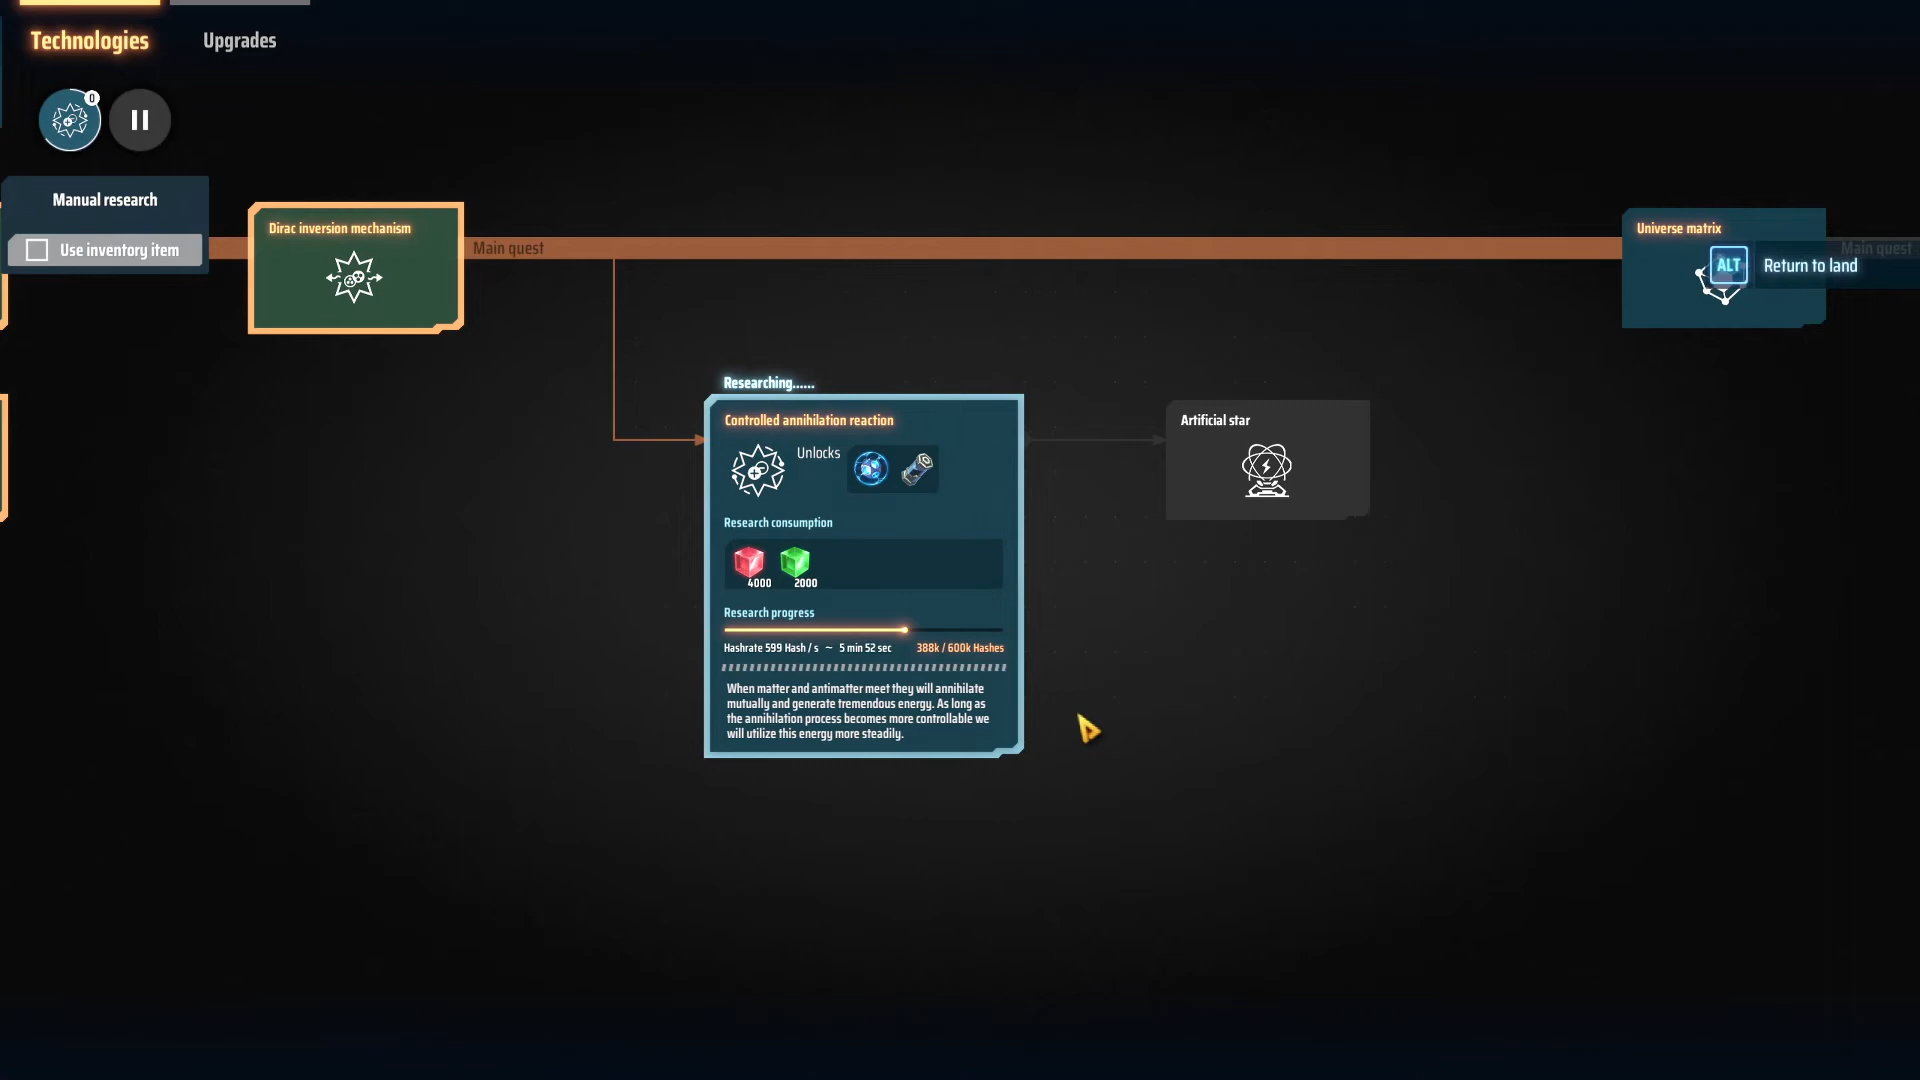 Technologies
Upgrades
0
Manual research
Use inventory item
Dirac inversion mechanism
Main quest
Universe matrix
Main quest
ALT
Return to land
Researching......
Controlled annihilation reaction
Unlocks
Artificial star
Research consumption
4000
2000
Research progress
Hashrate 599 Hash / s ~ 5 min 52 sec
388k / 600k Hashes
When matter and antimatter meet they will annihilate
mutually and generate tremendous energy. As long as
the annihilation process becomes more controllable we
will utilize this energy more steadily.